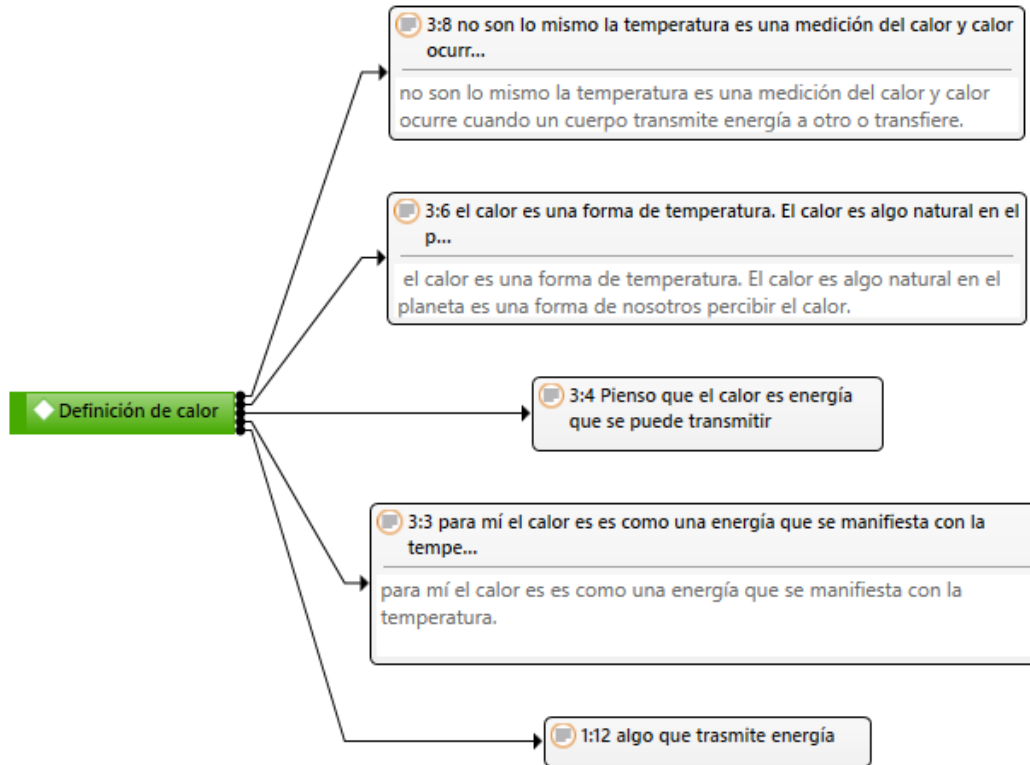 3:8 no son lo mismo la temperatura es una medición del calor y calor
ocurr...
no son lo mismo la temperatura es una medición del calor y calor
ocurre cuando un cuerpo transmite energía a otro o transfiere.
3:6 el calor es una forma de temperatura. El calor es algo natural en el
p...
el calor es una forma de temperatura. El calor es algo natural en el
planeta es una forma de nosotros percibir el calor.
Definición de calor
3:4 Pienso que el calor es energía
que se puede transmitir
3:3 para mí el calor es es como una energía que se manifiesta con la
tempe...
para mí el calor es es como una energía que se manifiesta con la
temperatura.
1:12 algo que trasmite energía